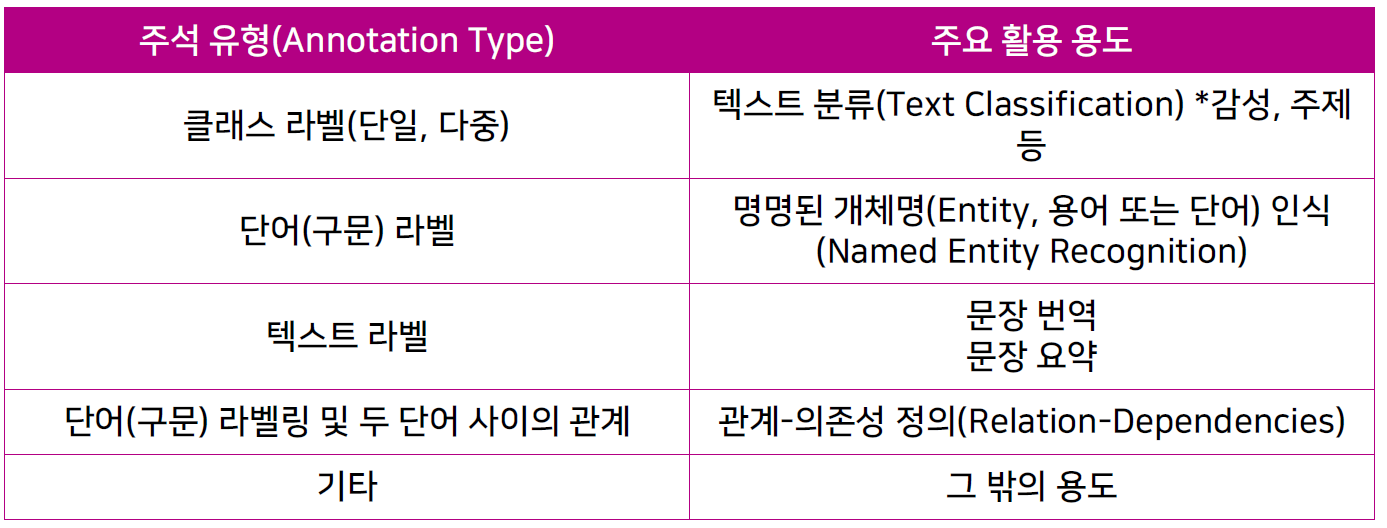 주석 유형(Annotation Type)
주요 활용 용도
클래스 라벨(단일, 다중)
텍스트 분류(Text Classification) *감성, 주제
등
단어(구문) 라벨
명명된 개체명(Entity, 용어 또는 단어) 인식
(Named Entity Recognition)
텍스트 라벨
문장 번역
문장 요약
단어(구문) 라벨링 및 두 단어 사이의 관계
관계-의존성 정의(Relation-Dependencies)
기타
그 밖의 용도